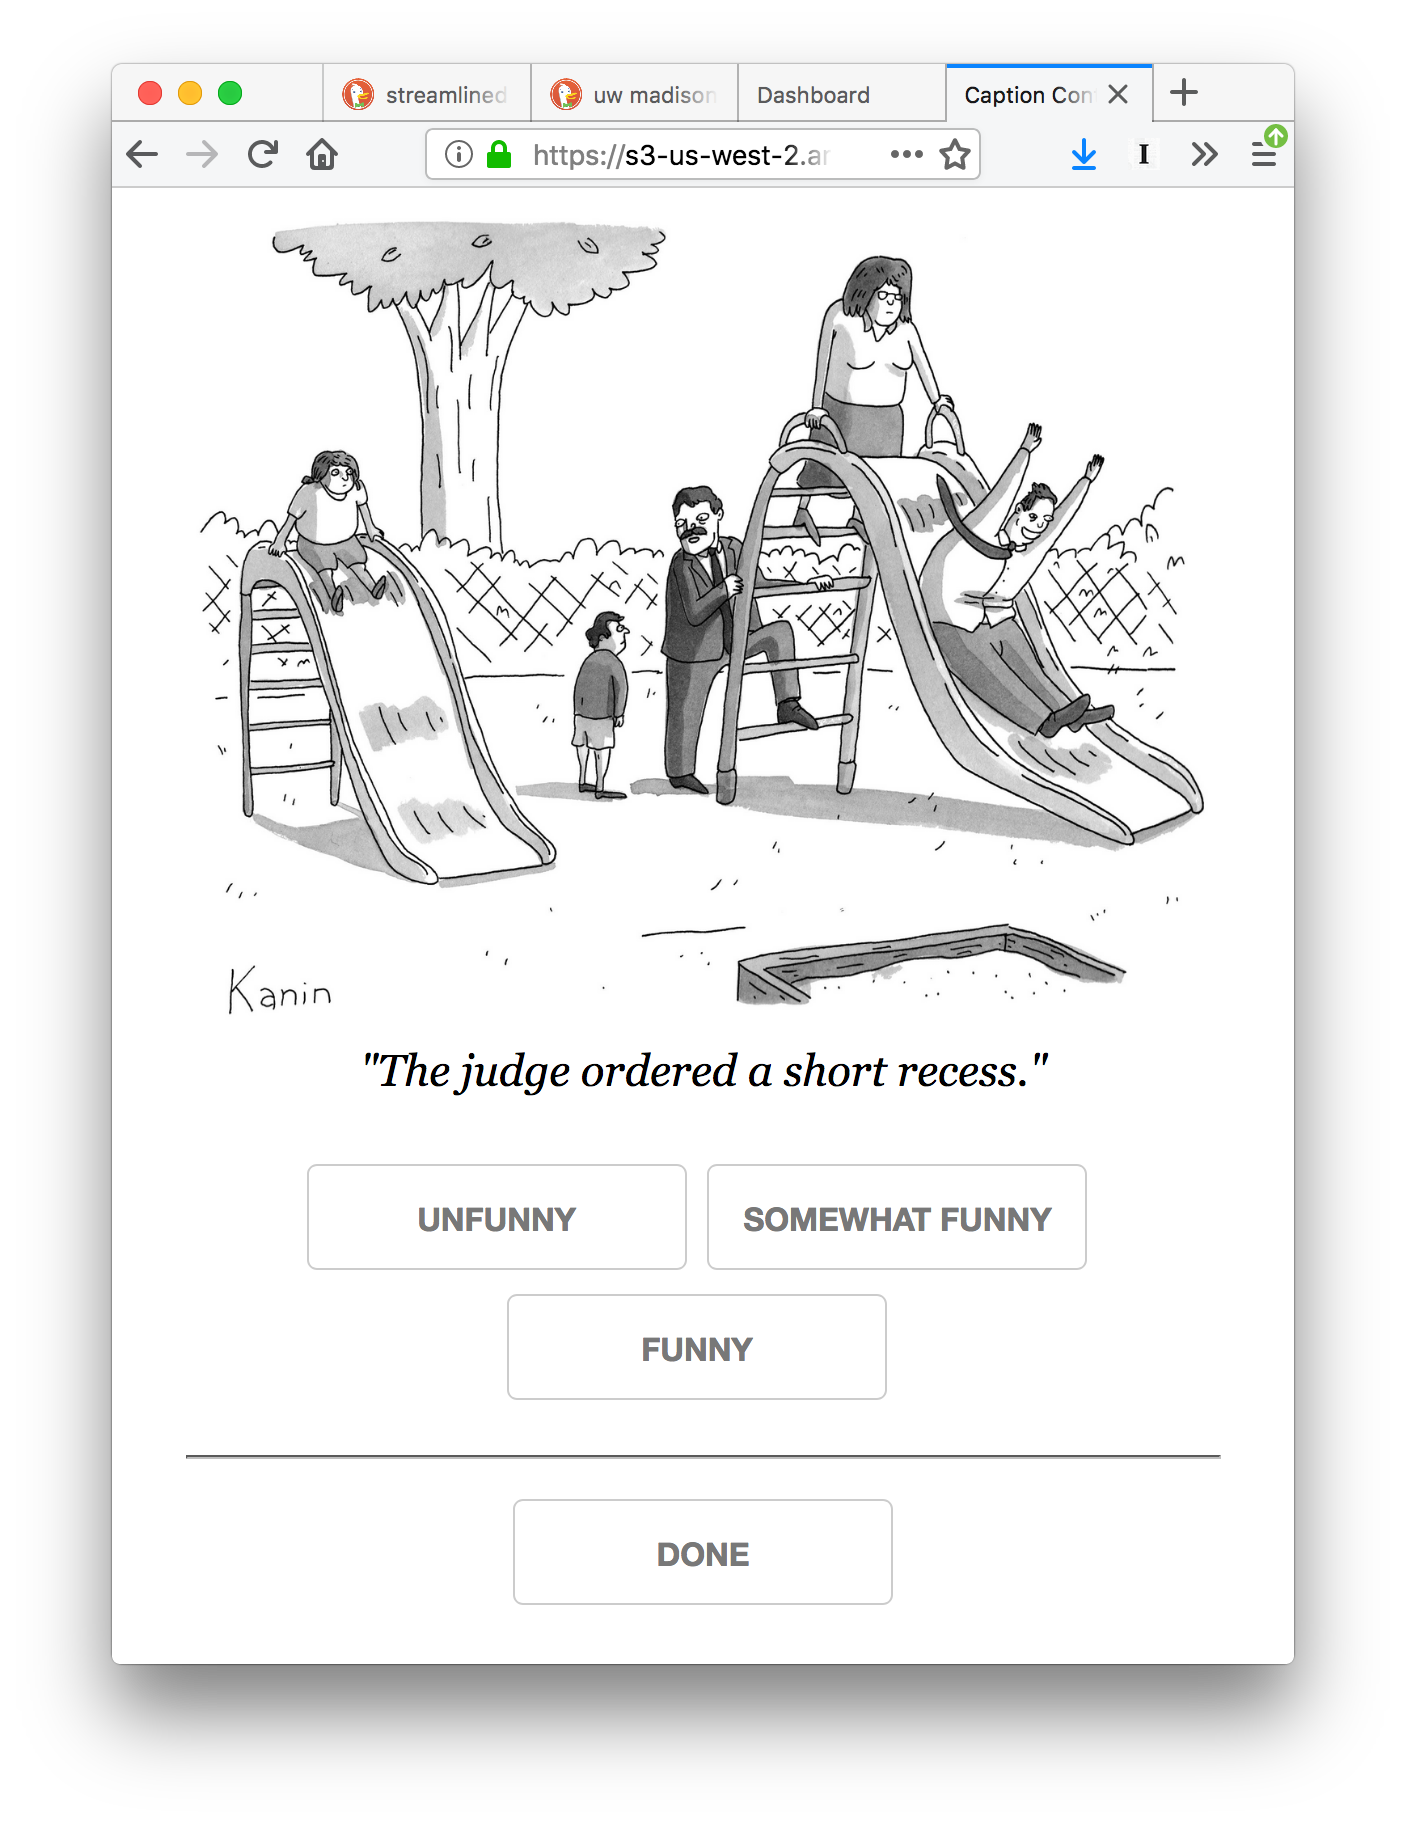 streamlined
uw madison
Dashboard
Caption Con
https://s3-us-west-2.a
I
Kanin
"The judge ordered a short recess."
UNFUNNY
SOMEWHAT FUNNY
FUNNY
DONE